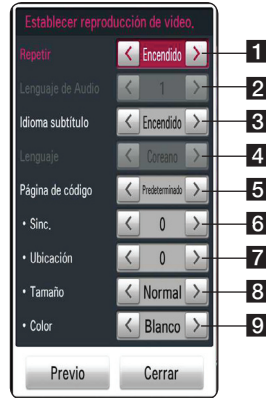 Establecer reproducción de video.
Repetir < Encendido > 1
Lenguaje de Audio < 1 > 2
Idioma subtítulo < Encendido > 3
Lenguaje < Coreano > 4
Página de código < Predeterminado > 5
• Sinc. < 0 > 6
• Ubicación < 0 > 7
• Tamaño < Normal > 8
• Color < Blanco > 9
Previo Cerrar